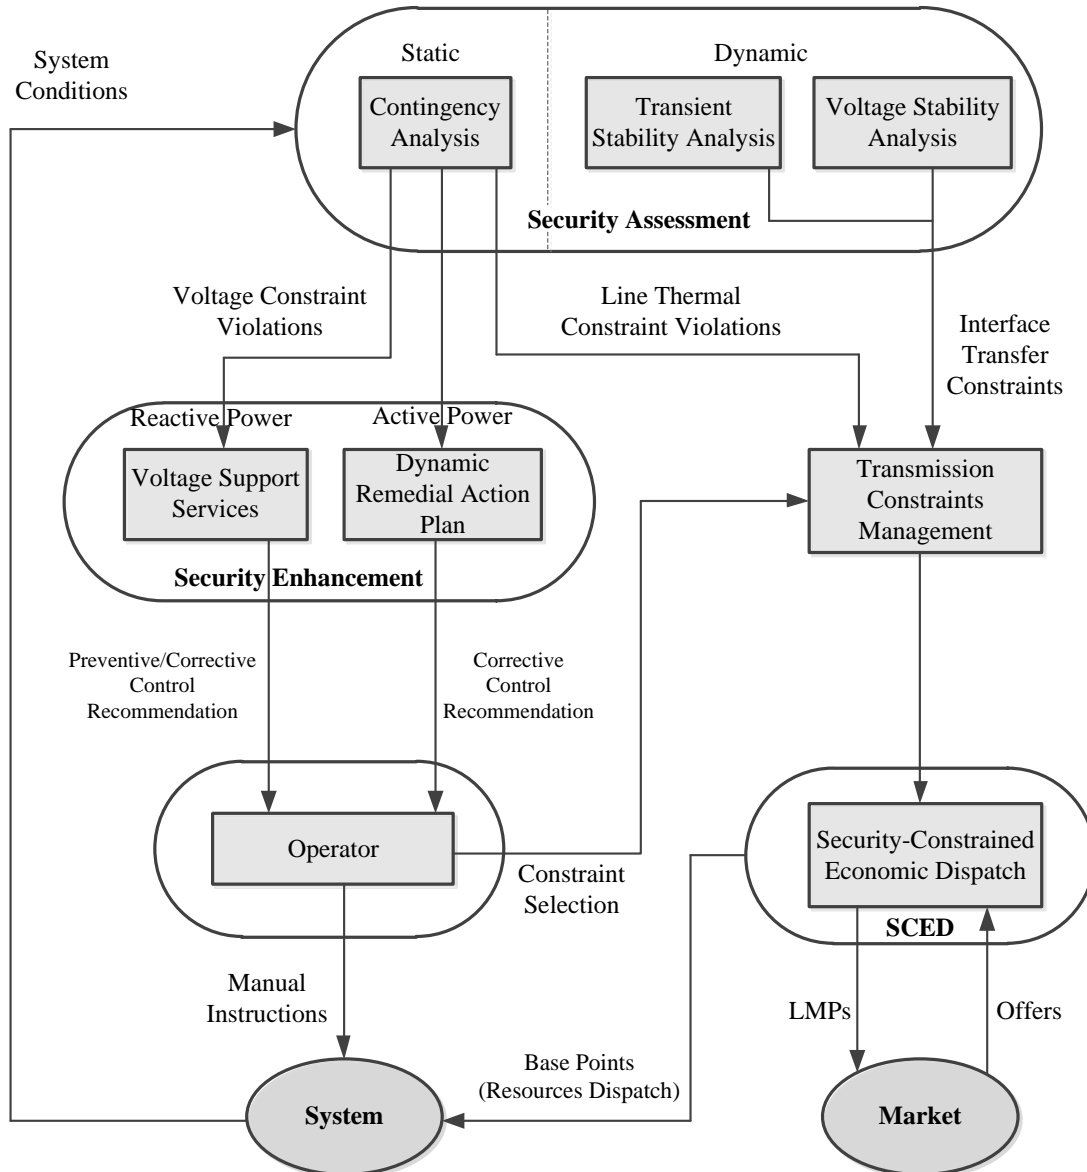 System
Conditions
Static
Dynamic
Contingency
Analysis
Transient
Stability Analysis
Voltage Stability
Analysis
Security Assessment
Voltage Constraint
Violations
Line Thermal
Constraint Violations
Interface
Transfer
Constraints
Reactive Power
Active Power
Voltage Support
Services
Dynamic
Remedial Action
Plan
Transmission
Constraints
Management
Security Enhancement
Preventive/Corrective
Control
Recommendation
Corrective
Control
Recommendation
Operator
Constraint
Selection
Security-Constrained
Economic Dispatch
SCED
Manual
Instructions
LMPs
Offers
Base Points
(Resources Dispatch)
System
Market